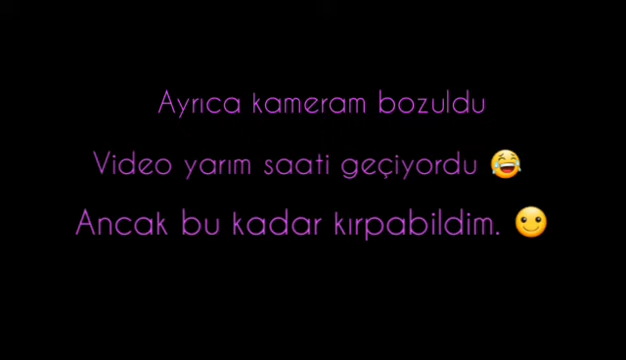 Ayrıca kameram bozuldu
Video yarım saati geçiyordu 😂
Ancak bu kadar kırpabildim. 🙂